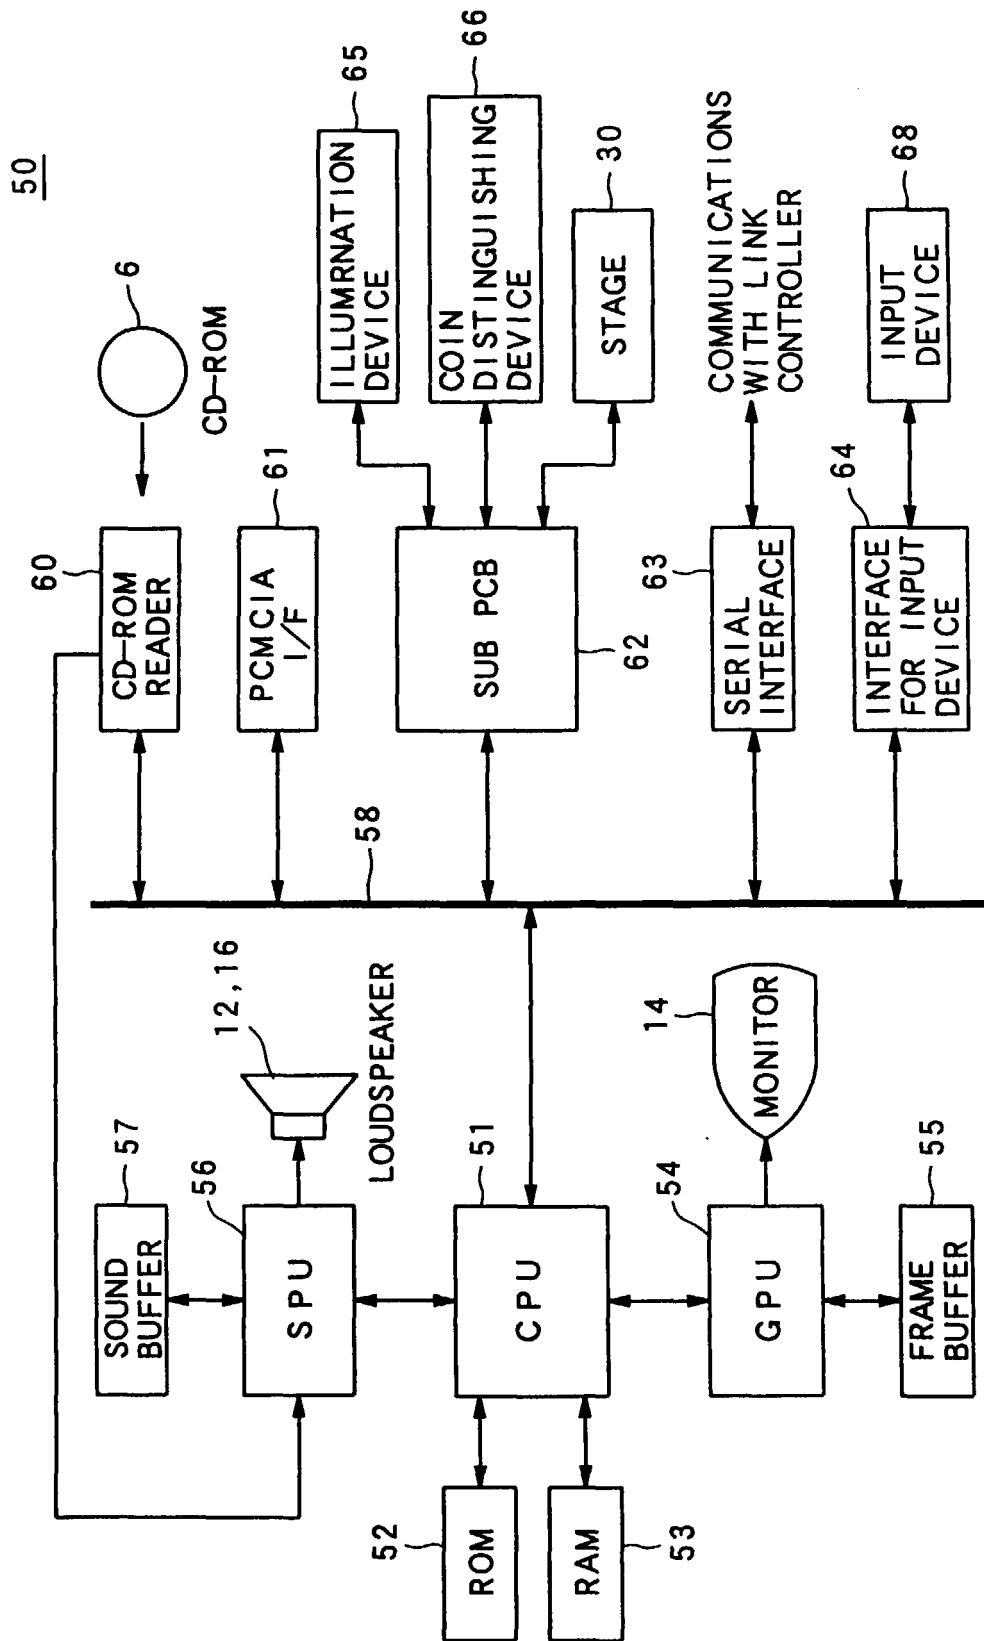 50
57
SOUND
BUFFER
56
SPU
12,16
LOUDSPEAKER
52
ROM
53
RAM
51
CPU
54
GPU
14
MONITOR
55
FRAME
BUFFER
58
60
CD-ROM
READER
6
CD-ROM
61
PCMCIA
I/F
SUB PCB
62
65
ILLUMRNATION
DEVICE
66
COIN
DISTINGUISHING
DEVICE
30
STAGE
63
SERIAL
INTERFACE
COMMUNICATIONS
WITH LINK
CONTROLLER
64
INTERFACE
FOR INPUT
DEVICE
68
INPUT
DEVICE